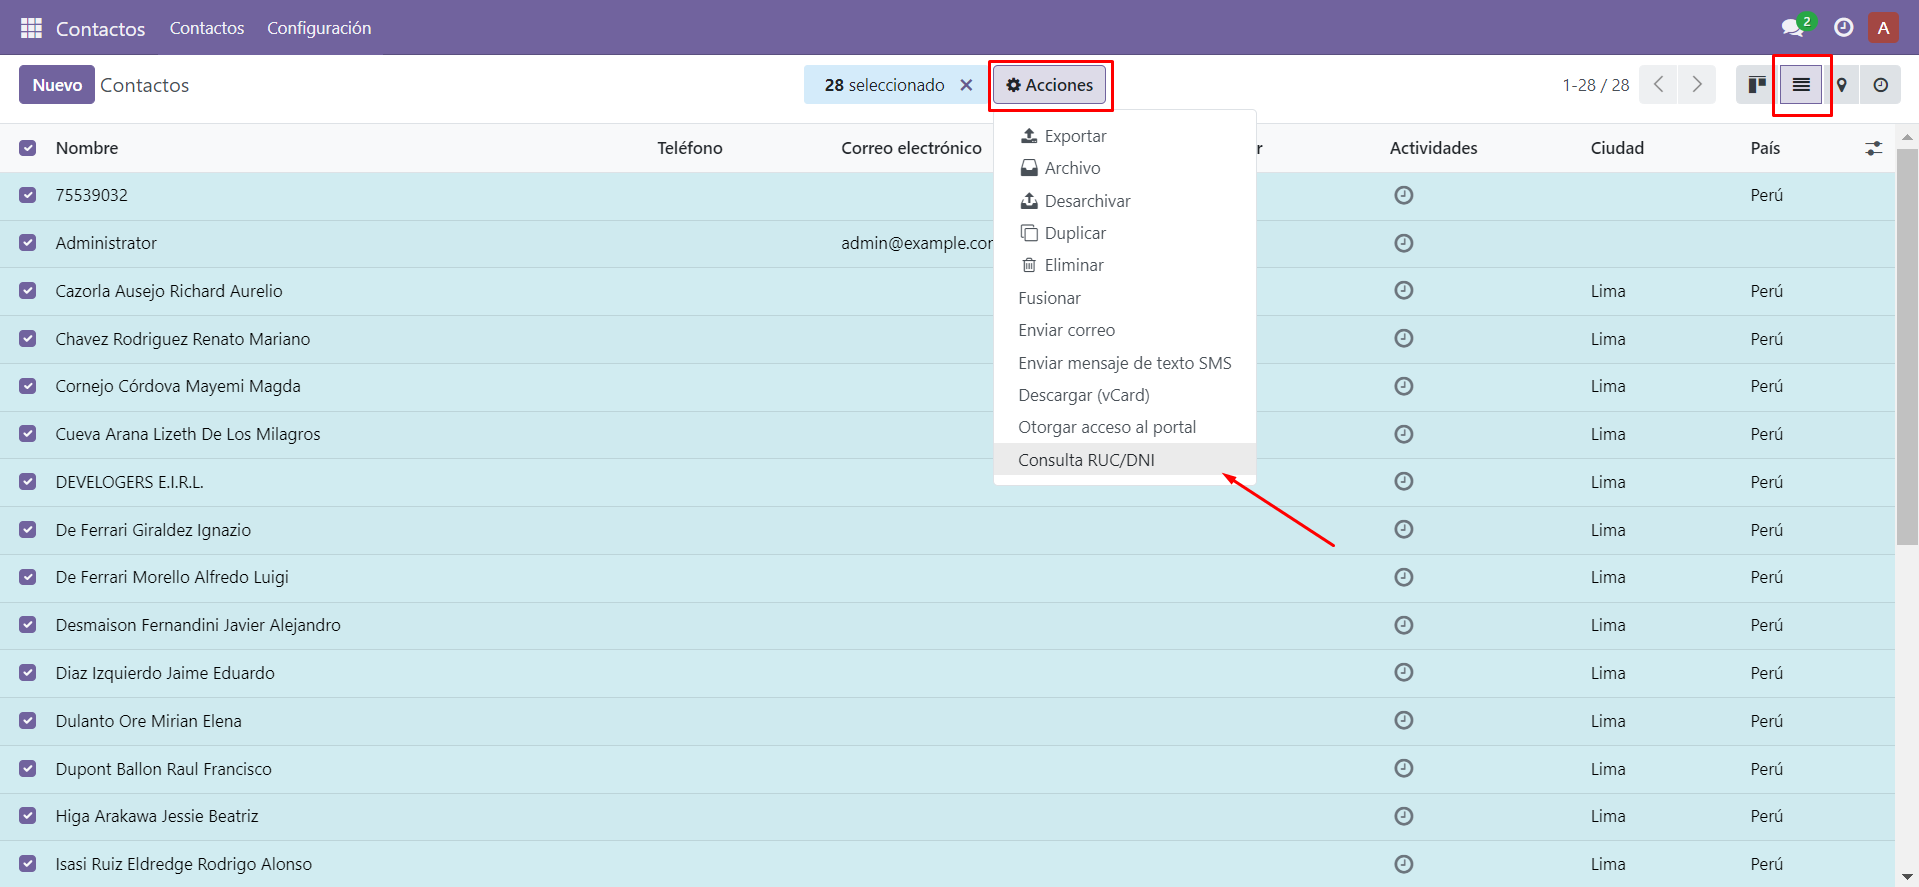 Contactos Contactos Configuración 2 A
Nuevo Contactos 28 seleccionado Acciones 1-28 / 28
Nombre Teléfono Correo electrónico r Actividades Ciudad País
Exportar
Archivo
Desarchivar
Duplicar
Eliminar
Fusionar
Enviar correo
Enviar mensaje de texto SMS
Descargar (vCard)
Otorgar acceso al portal
Consulta RUC/DNI
75539032 Perú
Administrator admin@example.cor
Cazorla Ausejo Richard Aurelio Lima Perú
Chavez Rodriguez Renato Mariano Lima Perú
Cornejo Córdova Mayemi Magda Lima Perú
Cueva Arana Lizeth De Los Milagros Lima Perú
DEVELOGERS E.I.R.L. Lima Perú
De Ferrari Giraldez Ignazio Lima Perú
De Ferrari Morello Alfredo Luigi Lima Perú
Desmaison Fernandini Javier Alejandro Lima Perú
Diaz Izquierdo Jaime Eduardo Lima Perú
Dulanto Ore Mirian Elena Lima Perú
Dupont Ballon Raul Francisco Lima Perú
Higa Arakawa Jessie Beatriz Lima Perú
Isasi Ruiz Eldredge Rodrigo Alonso Lima Perú